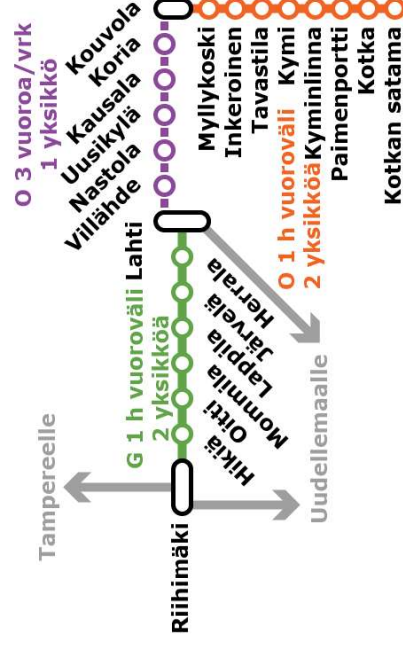 Tampereelle
Riihimäki
Uudellemaalle
G 1 h vuoroväli
2 yksikköä
Hikiä
Oitti
Mommila
Lappila
Järvelä
Herrala
Lahti
O 3 vuoroa/vrk
1 yksikkö
Villähde
Nastola
Uusikylä
Kausala
Koria
Kouvola
O 1 h vuoroväli
2 yksikköä
Myllykoski
Inkeroinen
Tavastila
Kymi
Kyminlinna
Paimenportti
Kotka
Kotkan satama